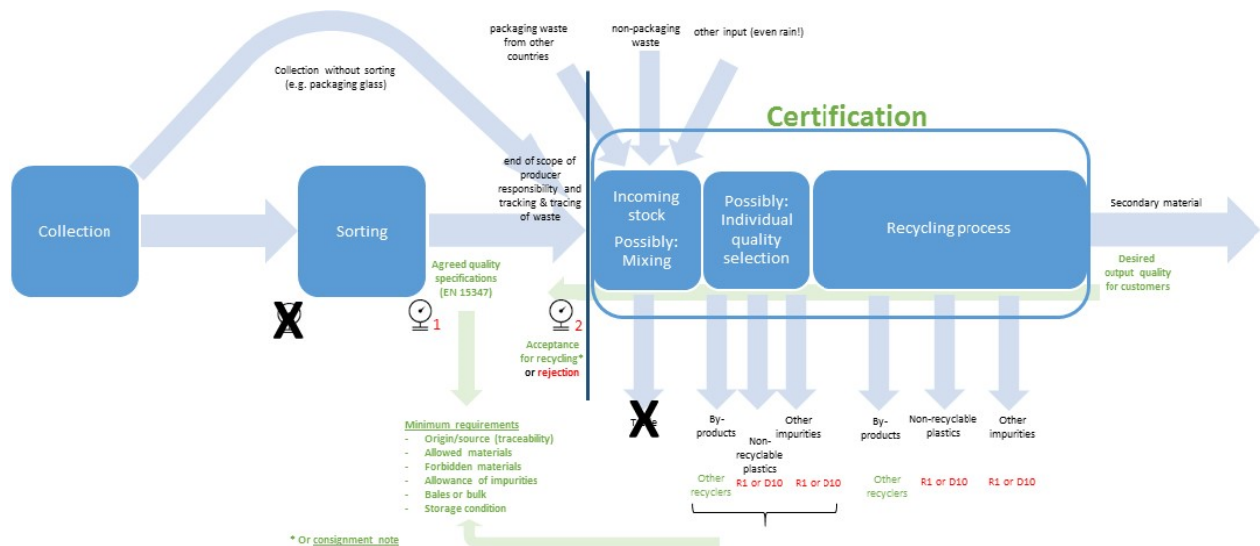 packaging waste
from other
countries
non-packaging
waste
other input (even rain!)
Collection without sorting
(e.g. packaging glass)
Certification
end of scope of
producer
responsibility and
tracking & tracing
of waste
Collection
Sorting
Incoming
stock
Possibly:
Mixing
Possibly:
Individual
quality
selection
Recycling process
Secondary material
Desired
output quality
for customers
Agreed quality
specifications
(EN 15347)
X
1
2
Acceptance
for recycling*
or rejection
X
Minimum requirements
- Origin/source (traceability)
- Allowed materials
- Forbidden materials
- Allowance of impurities
- Bales or bulk
- Storage condition
By-
products
Non-
recyclable
plastics
Other
impurities
Other
recyclers
R1 or D10
R1 or D10
By-
products
Non-recyclable
plastics
Other
impurities
Other
recyclers
R1 or D10
R1 or D10
* Or consignment note